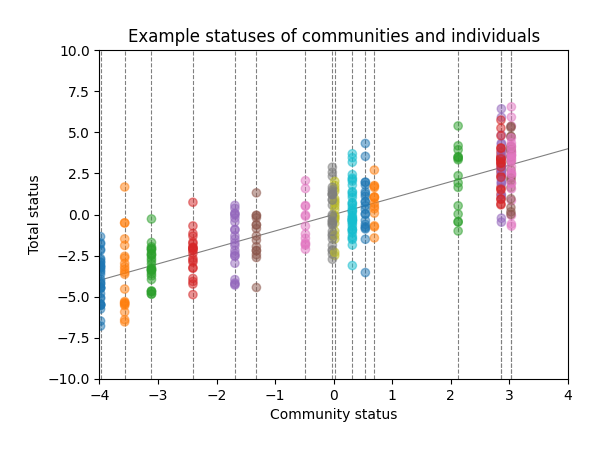 Example statuses of communities and individuals
10.0
7.5
5.0
2.5
0.0
−2.5
−5.0
−7.5
−10.0
Total status
−4 −3 −2 −1 0 1 2 3 4
Community status